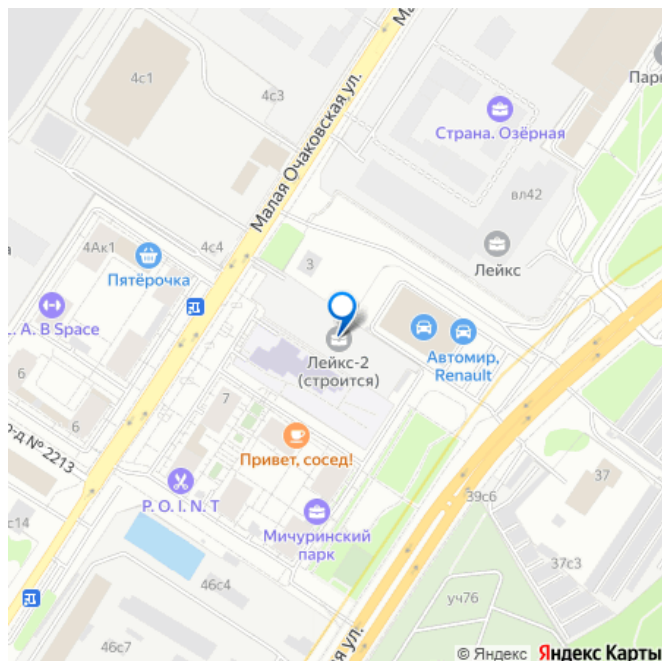 Ма
4с1
4с3
Малая Очаковская ул.
Парк
Страна. Озёрная
вл42
Лейкс
4Ак1
4с4
3
Пятёрочка
а
L. A. B Space
Автомир,
Renault
Лейкс-2
(строится)
6
6
7
Привет, сосед!
р-д № 2213
P. O. I. N. T
Мичуринский
парк
39с6
37
37с3
с14
46с4
уч76
46с7
ул.
© Яндекс
Яндекс Карты